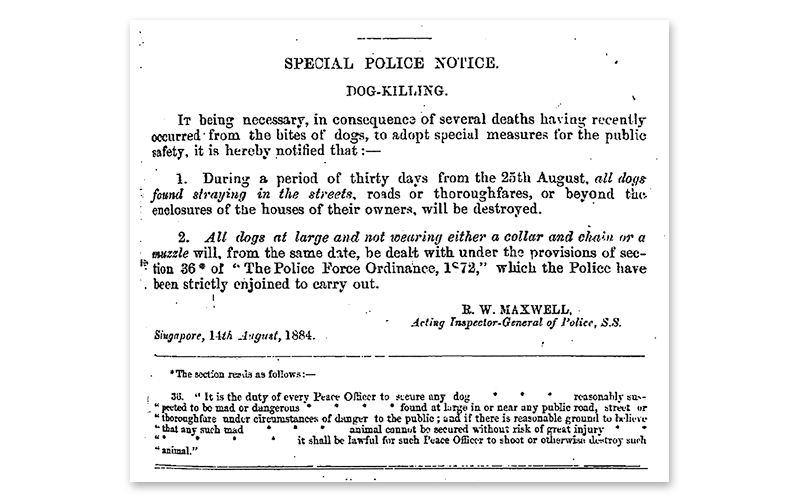 SPECIAL POLICE NOTICE.
DOG-KILLING.
IT being necessary, in consequence of several deaths having recently
occurred from the bites of dogs, to adopt special measures for the public
safety, it is hereby notified that:—
1. During a period of thirty days from the 25th August, all dogs
found straying in the streets, roads or thoroughfares, or beyond the
enclosures of the houses of their owners, will be destroyed.
2. All dogs at large and not wearing either a collar and chain or a
muzzle will, from the same date, be dealt with under the provisions of sec-
tion 36* of "The Police Force Ordinance, 1872," which the Police have
been strictly enjoined to carry out.
R. W. MAXWELL,
Acting Inspector-General of Police, S.S.
Singapore, 14th August, 1884.
*The section reads as follows:—
36. "It is the duty of every Peace Officer to secure any dog * * * reasonably sus-
"pected to be mad or dangerous * * * found at large in or near any public road, street or
"thoroughfare under circumstances of danger to the public; and if there is reasonable ground to believe
"that any such mad * * * animal cannot be secured without risk of great injury * *
"* * * * * it shall be lawful for such Peace Officer to shoot or otherwise destroy such
"animal."